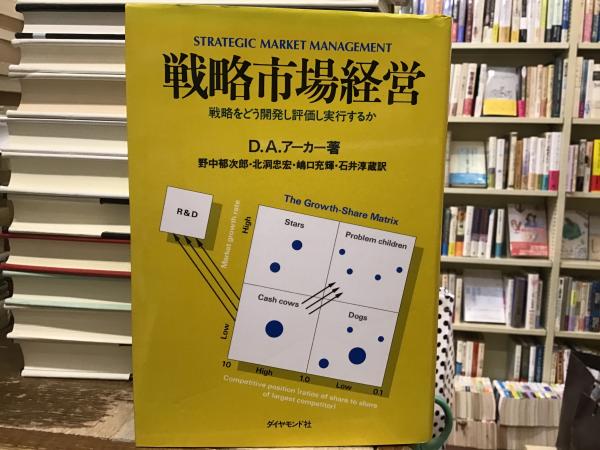 STRATEGIC MARKET MANAGEMENT
戦略市場経営
戦略をどう開発し評価し実行するか
D.A.アーカー著
野中郁次郎・北洞忠宏・嶋口充輝・石井淳蔵訳
The Growth-Share Matrix
R&D
Market growth rate
High
Low
Stars
Problem children
Cash cows
Dogs
10
High
1.0
Low
0.1
Competitive position (ratios of share to share
of largest competitor)
ダイヤモンド社